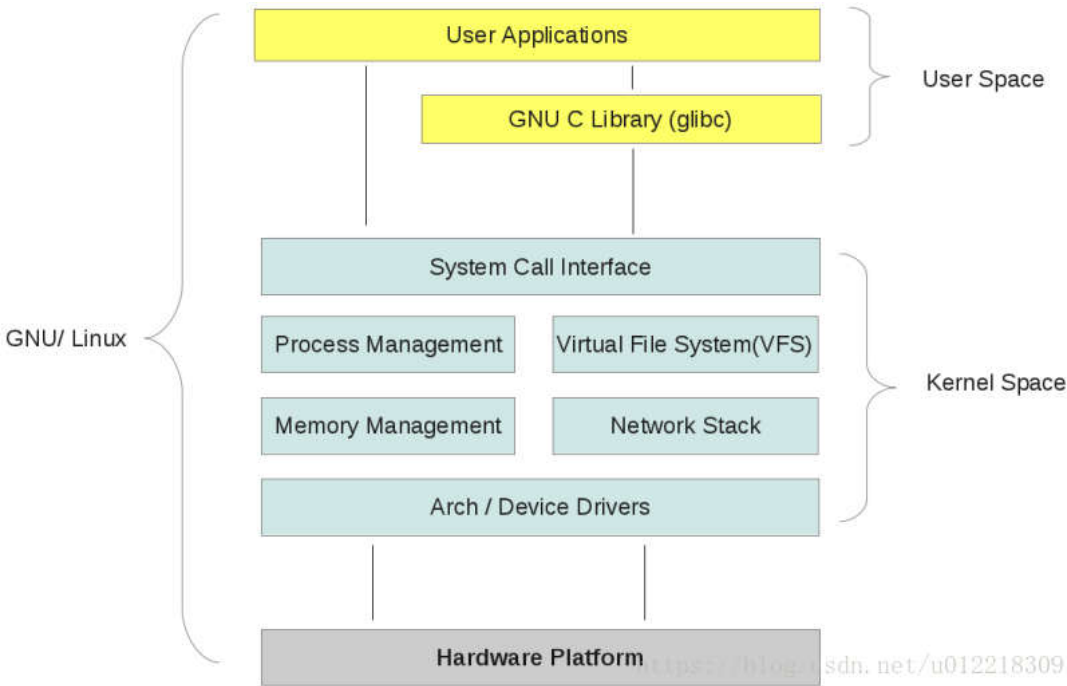 User Applications
User Space
GNU C Library (glibc)
System Call Interface
GNU/ Linux
Process Management
Virtual File System(VFS)
Kernel Space
Memory Management
Network Stack
Arch / Device Drivers
Hardware Platform
https://blog.csdn.net/u012218309